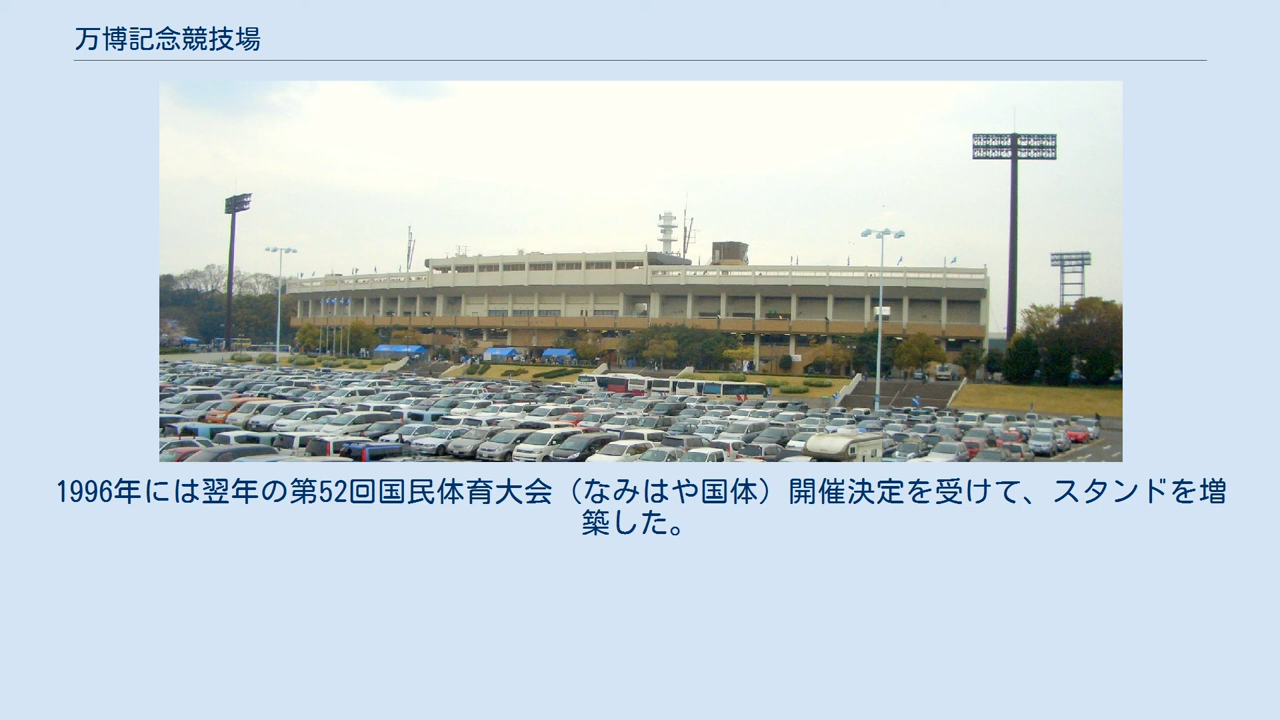 万博記念競技場
1996年には翌年の第52回国民体育大会（なみはや国体）開催決定を受けて、スタンドを増
築した。